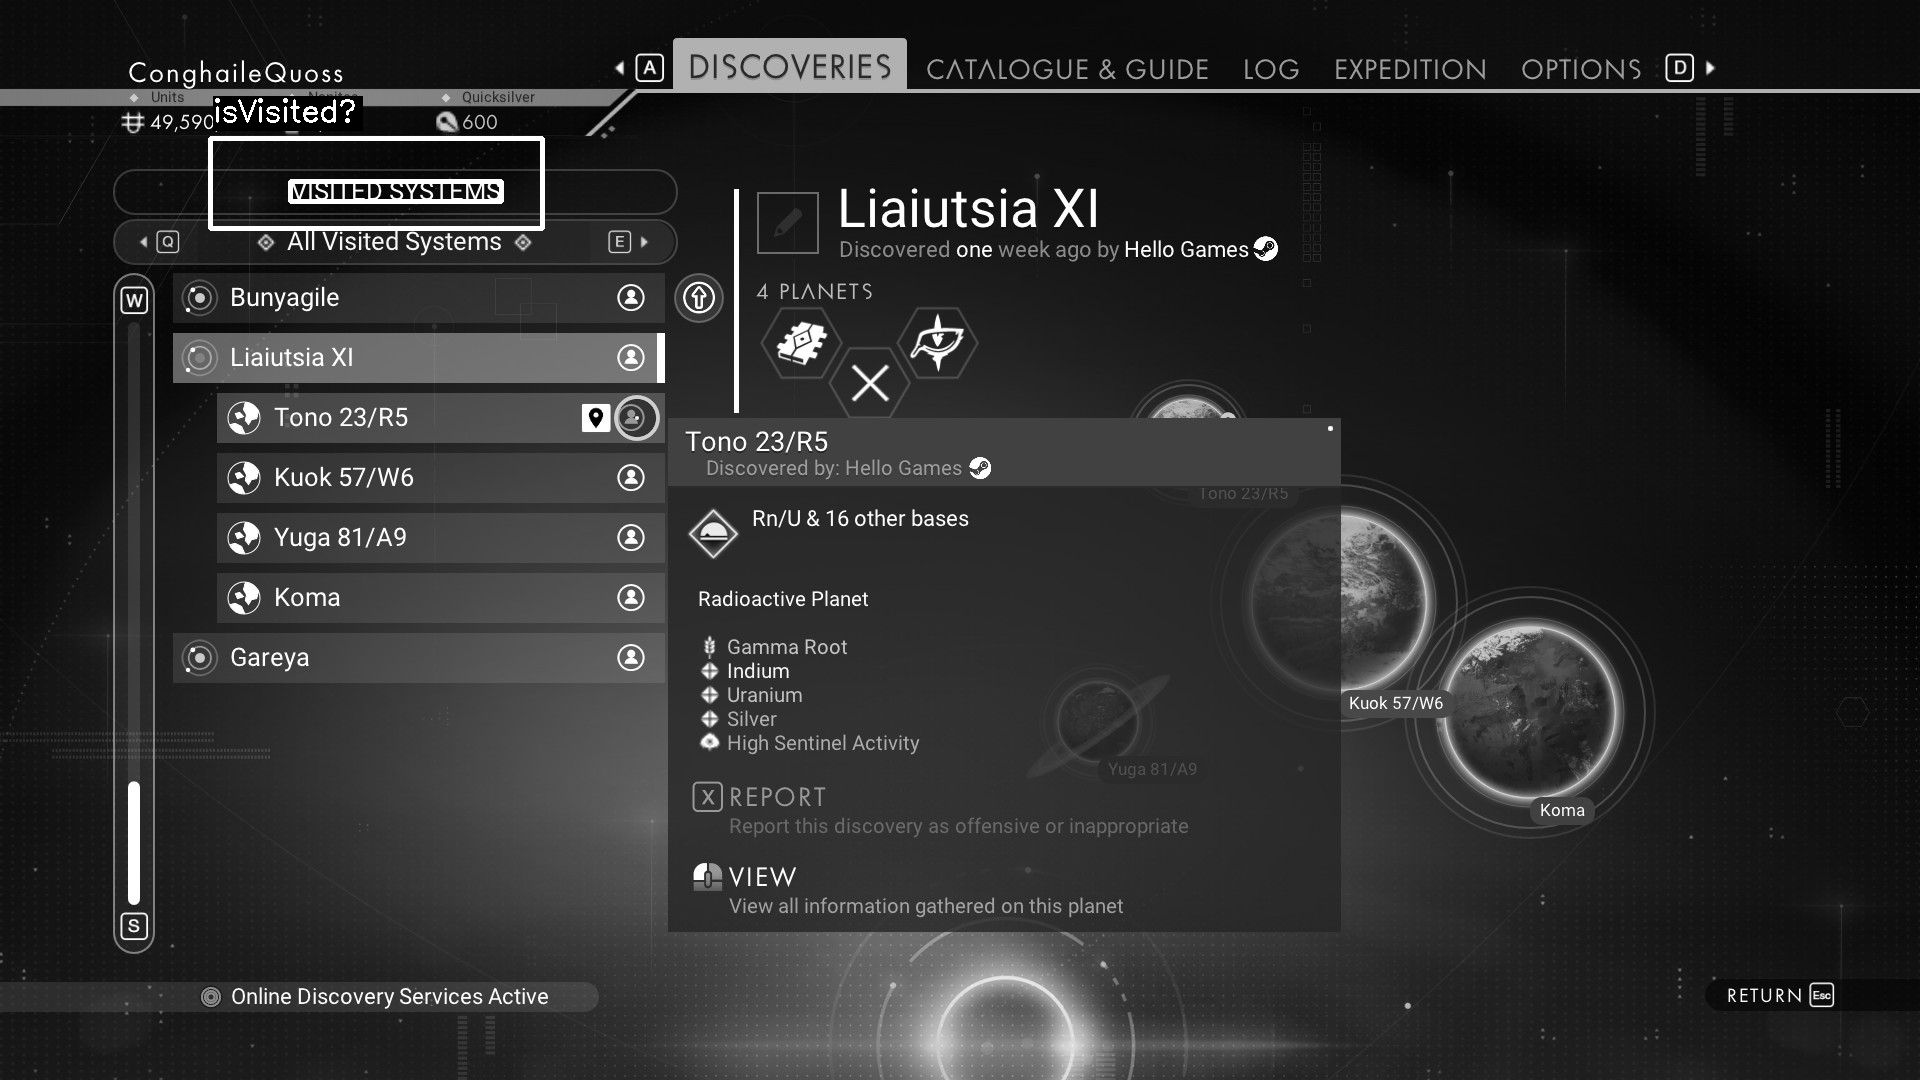 ConghaileQuoss
A
DISCOVERIES
CATALOGUE & GUIDE
LOG
EXPEDITION
OPTIONS
D
Units
Quicksilver
49,590
600
isVisited?
VISITED SYSTEMS
Q
All Visited Systems
E
W
Bunyagile
Liaiutsia XI
Tono 23/R5
Kuok 57/W6
Yuga 81/A9
Koma
Gareya
S
Liaiutsia XI
Discovered one week ago by Hello Games
4 PLANETS
Tono 23/R5
Discovered by: Hello Games
Rn/U & 16 other bases
Radioactive Planet
Gamma Root
Indium
Uranium
Silver
High Sentinel Activity
X REPORT
Report this discovery as offensive or inappropriate
VIEW
View all information gathered on this planet
Tono 23/R5
Kuok 57/W6
Yuga 81/A9
Koma
Online Discovery Services Active
RETURN Esc